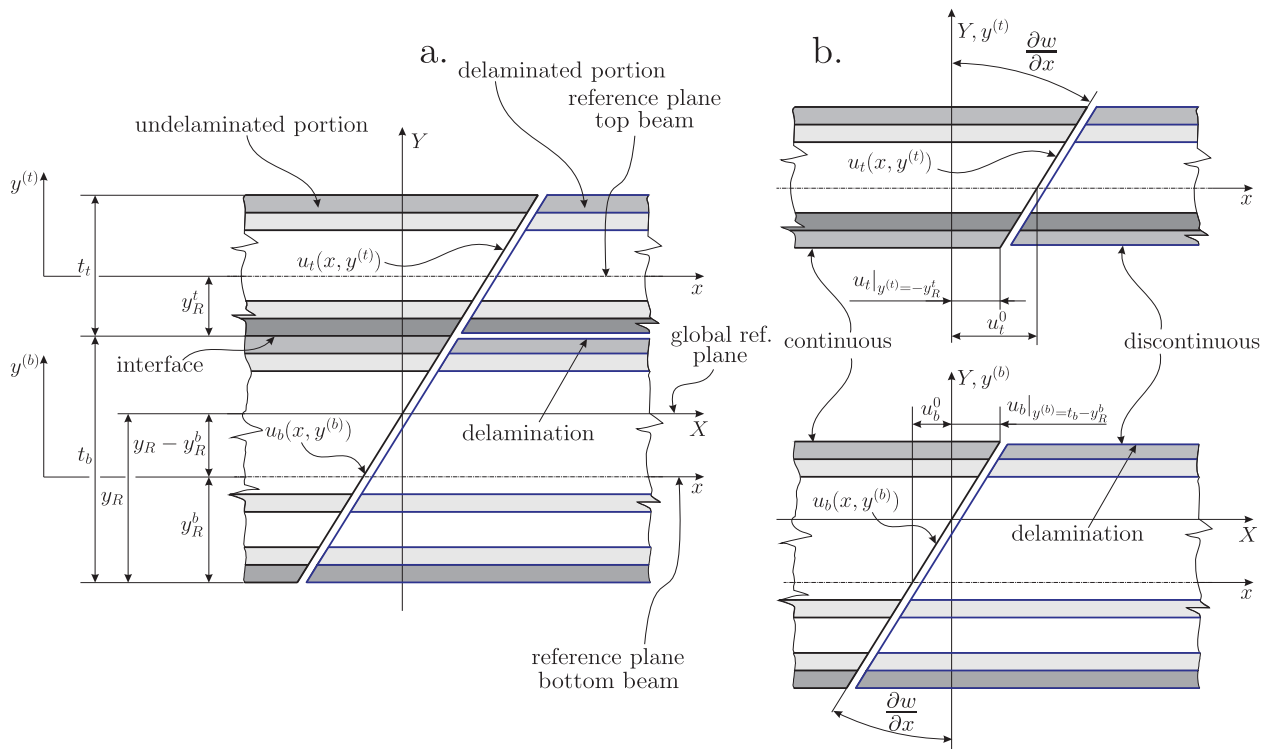 a.
delaminated portion
reference plane
top beam
undelaminated portion
Y
y^{(t)}
t_t
u_t(x, y^{(t)})
x
y_R^t
global ref.
plane
interface
y^{(b)}
X
u_b(x, y^{(b)})
delamination
y_R − y_R^b
t_b
x
y_R
y_R^b
reference plane
bottom beam
b.
Y, y^{(t)}
∂w
∂x
u_t(x, y^{(t)})
x
u_t|_{y^{(t)}=−y_R^t}
u_t^0
continuous
discontinuous
Y, y^{(b)}
u_b^0
u_b|_{y^{(b)}=t_b−y_R^b}
u_b(x, y^{(b)})
delamination
X
x
∂w
∂x